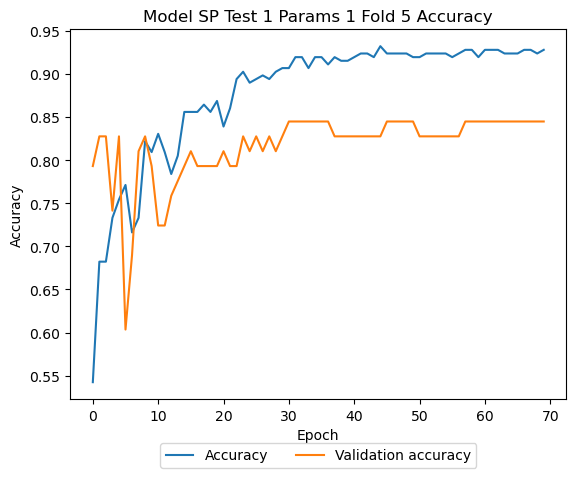 Model SP Test 1 Params 1 Fold 5 Accuracy
0.95
0.90
0.85
0.80
0.75
0.70
0.65
0.60
0.55
Accuracy
0 10 20 30 40 50 60 70
Epoch
Accuracy Validation accuracy